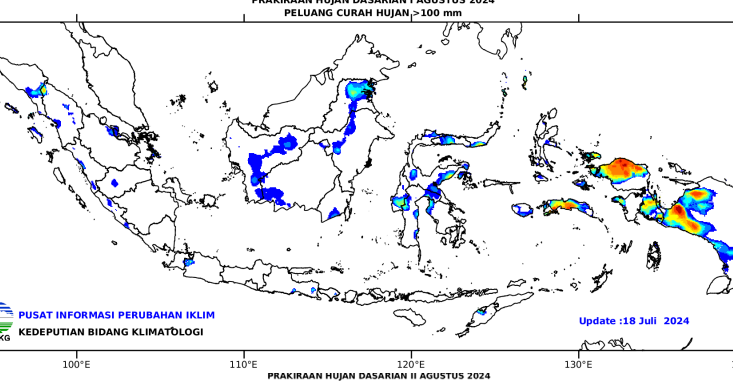 PRAKIRAAN HUJAN DASARIAN I AGUSTUS 2024
PELUANG CURAH HUJAN >100 mm
PUSAT INFORMASI PERUBAHAN IKLIM
KEDEPUTIAN BIDANG KLIMATOLOGI
Update :18 Juli 2024
100°E 110°E 120°E 130°E
PRAKIRAAN HUJAN DASARIAN II AGUSTUS 2024